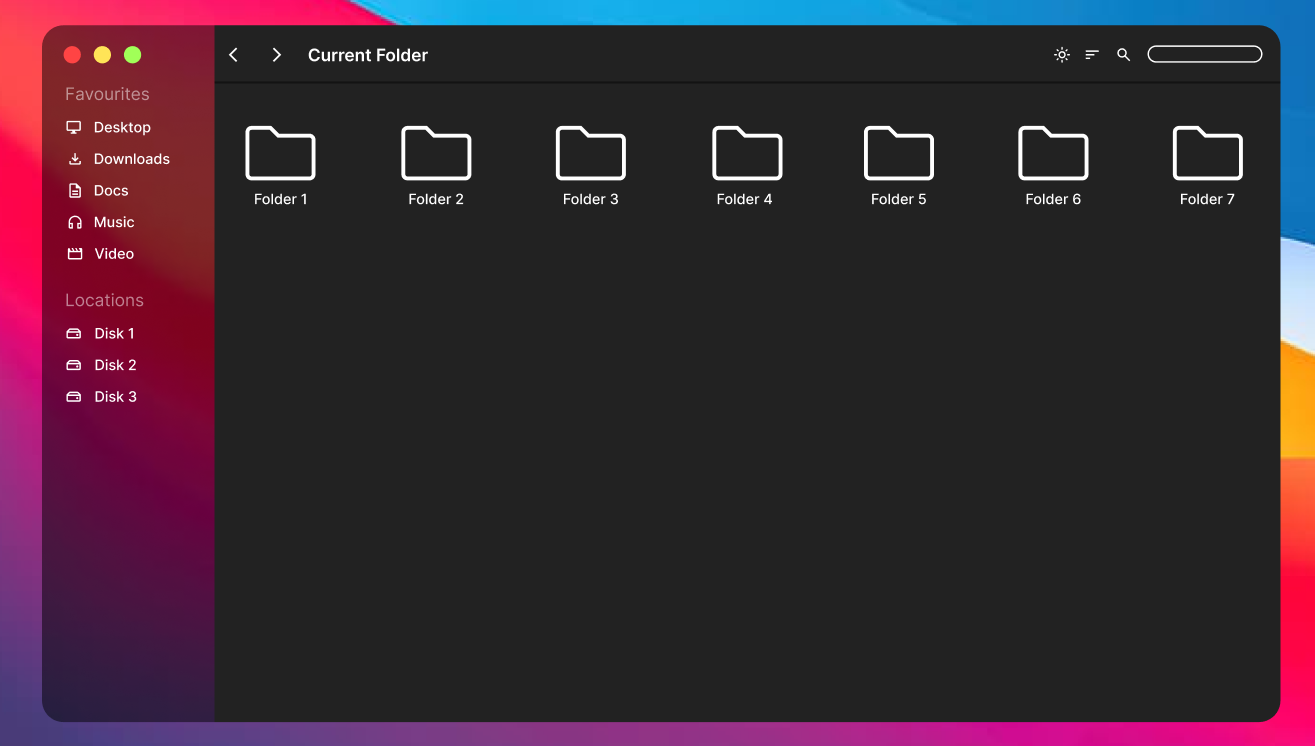 Current Folder
Favourites
Desktop
Downloads
Docs
Music
Video
Locations
Disk 1
Disk 2
Disk 3
Folder 1
Folder 2
Folder 3
Folder 4
Folder 5
Folder 6
Folder 7